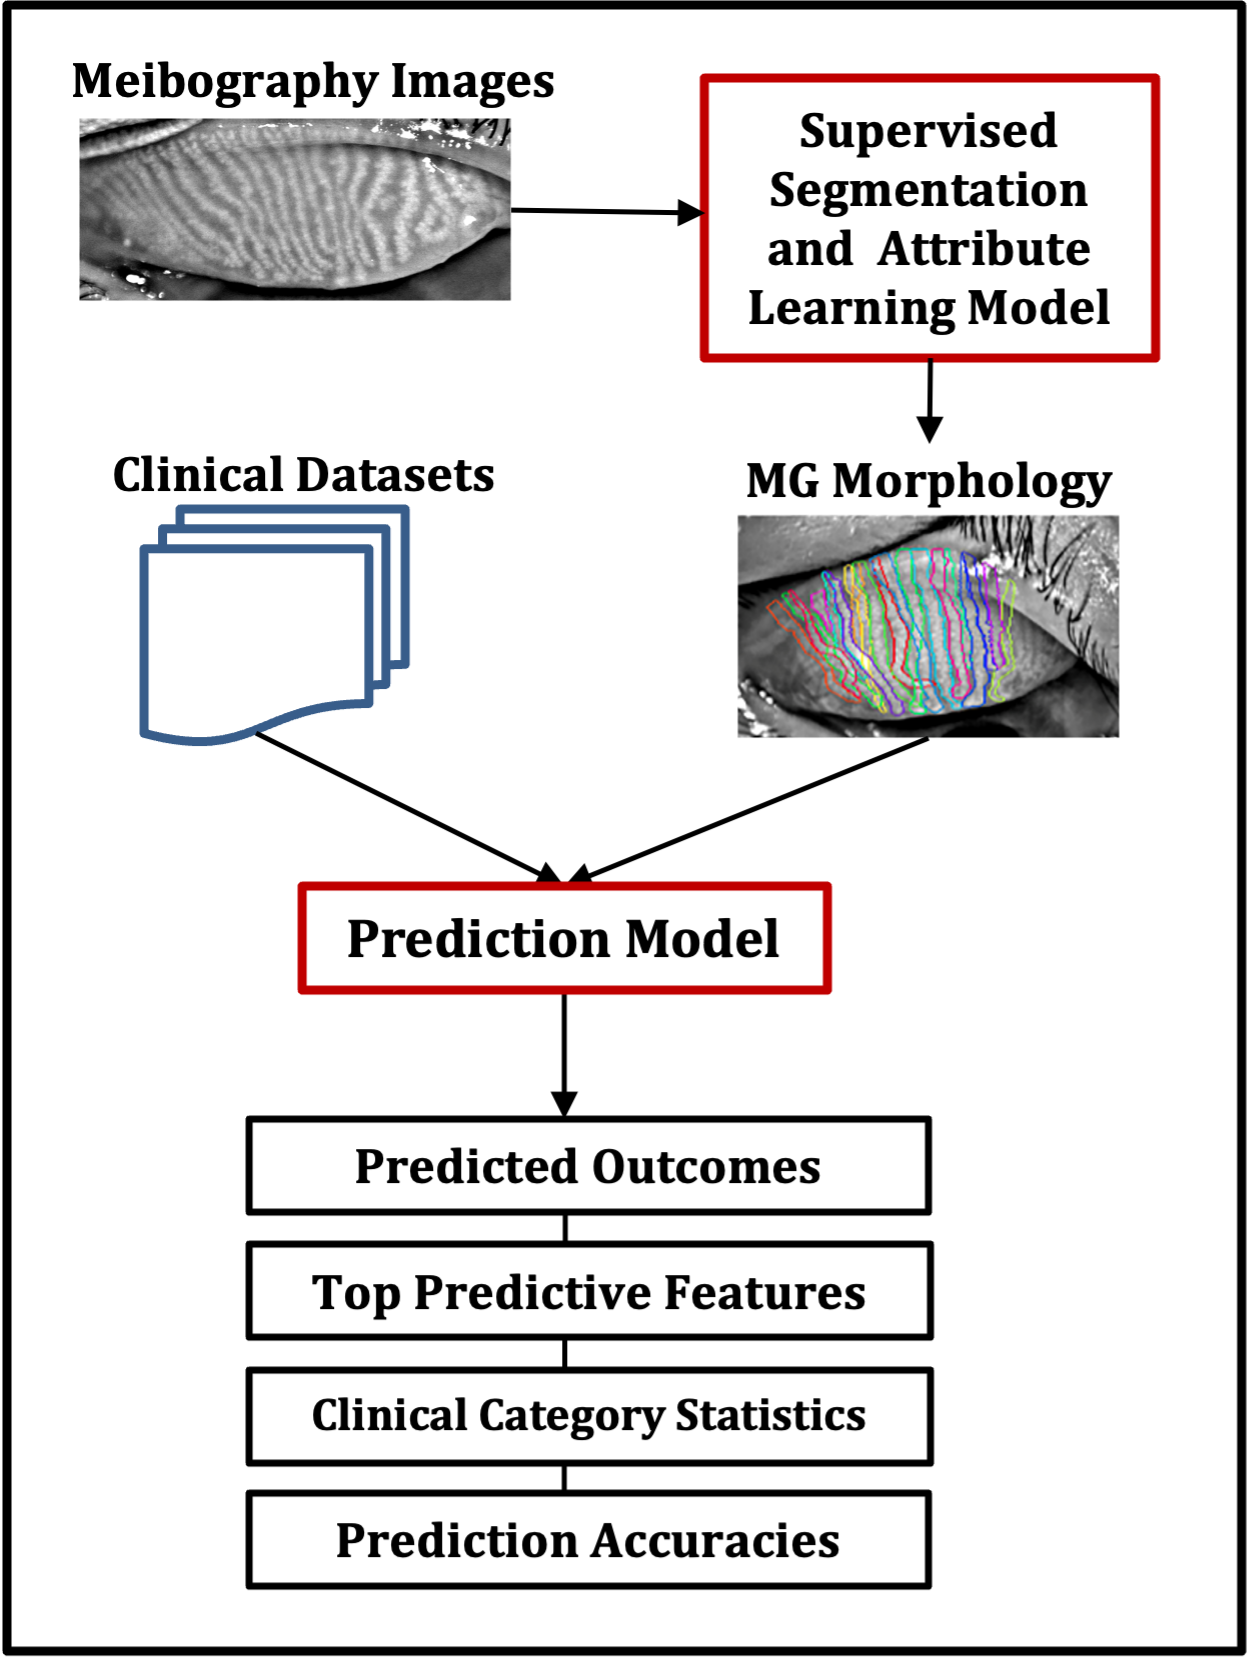 Meibography Images
Supervised
Segmentation
and Attribute
Learning Model
Clinical Datasets
MG Morphology
Prediction Model
Predicted Outcomes
Top Predictive Features
Clinical Category Statistics
Prediction Accuracies